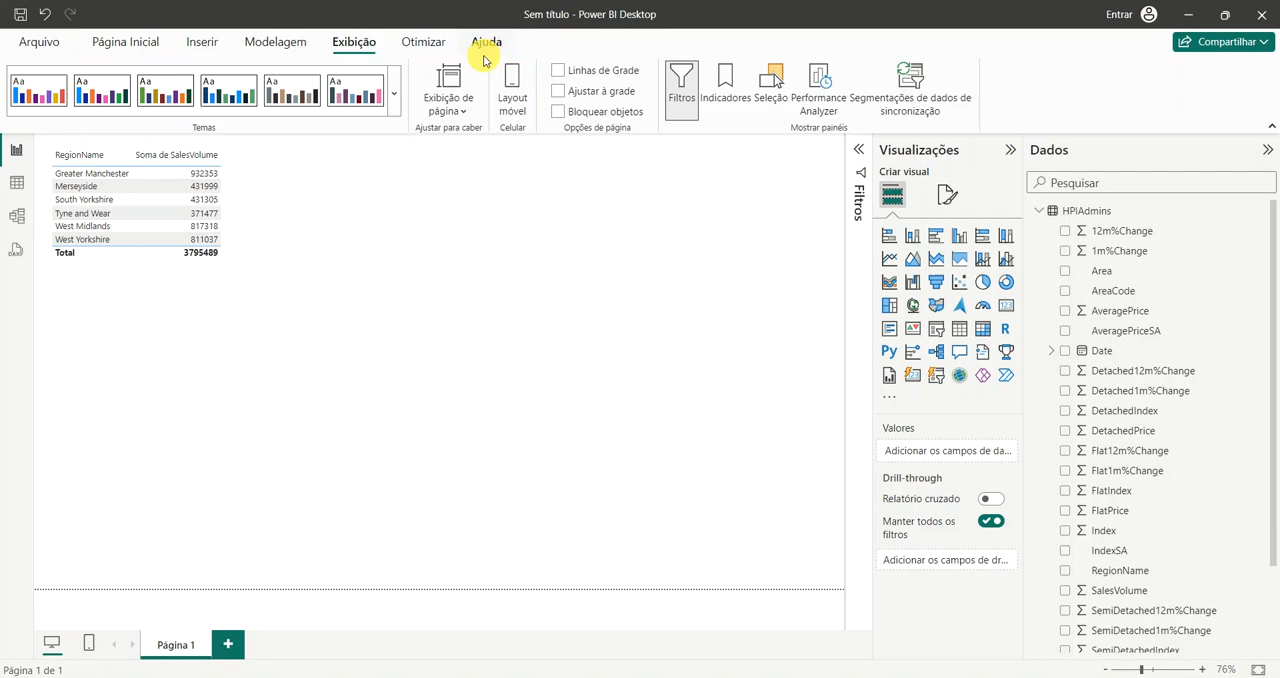 Sem título - Power BI Desktop
Entrar
Arquivo
Página Inicial
Inserir
Modelagem
Exibição
Otimizar
Ajuda
Compartilhar
Aa Aa Aa Aa Aa Aa
Temas
Exibição de
página
Ajustar para caber
Layout
móvel
Celular
Linhas de Grade
Ajustar à grade
Bloquear objetos
Opções de página
Filtros
Indicadores
Seleção
Performance
Analyzer
Segmentações de dados de
sincronização
Mostrar painéis
RegionName Soma de SalesVolume
Greater Manchester 932353
Merseyside 431999
South Yorkshire 431305
Tyne and Wear 371477
West Midlands 817318
West Yorkshire 811037
Total 3795489
DAX
Filtros
Visualizações
Criar visual
123
R
Py
123
...
Valores
Adicionar os campos de da...
Drill-through
Relatório cruzado
Manter todos os
filtros
Adicionar os campos de dr...
Dados
Pesquisar
HPIAdmins
12m%Change
1m%Change
Area
AreaCode
AveragePrice
AveragePriceSA
Date
Detached12m%Change
Detached1m%Change
DetachedIndex
DetachedPrice
Flat12m%Change
Flat1m%Change
FlatIndex
FlatPrice
Index
IndexSA
RegionName
SalesVolume
SemiDetached12m%Change
SemiDetached1m%Change
SemiDetachedIndex
Página 1
+
Página 1 de 1
- + 76%